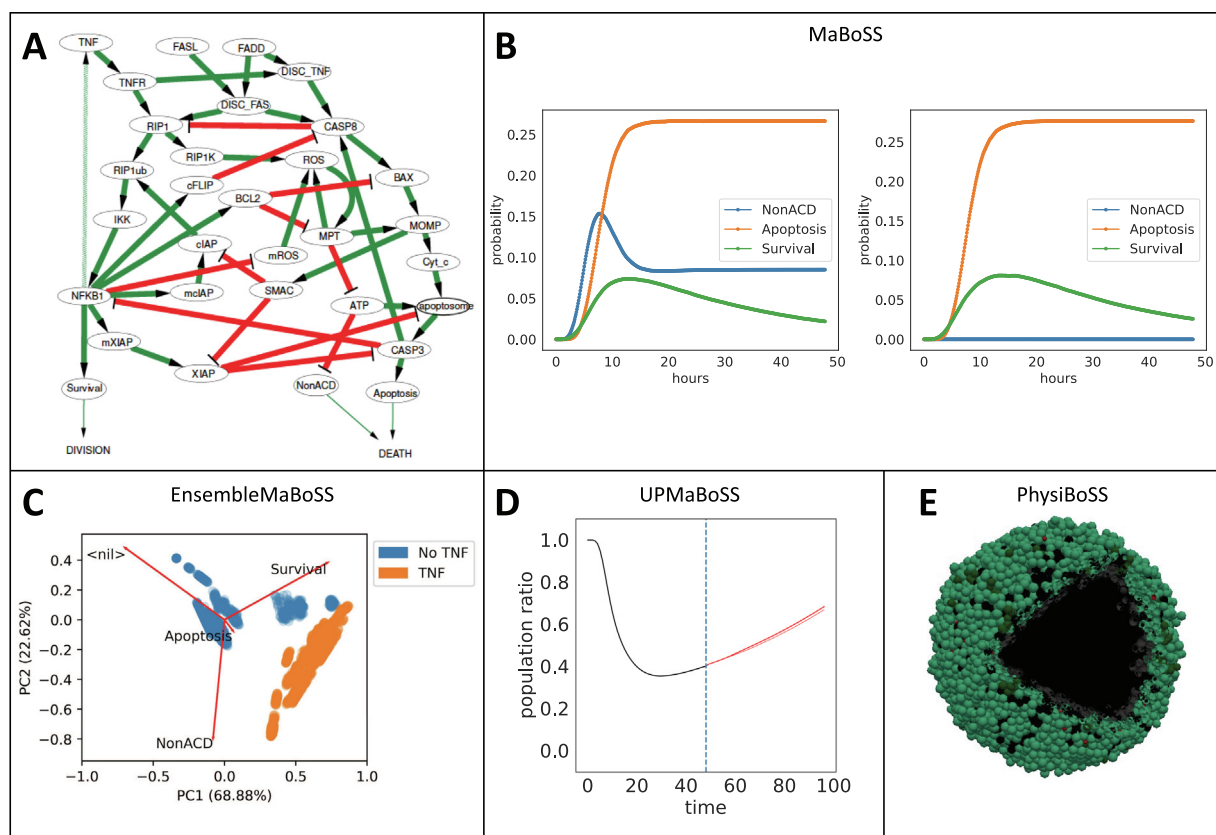 A
TNF
FASL
FADD
DISC_TNF
TNFR
DISC_FAS
RIP1
CASP8
RIP1K
ROS
RIP1ub
cFLIP
BAX
BCL2
IKK
MOMP
cIAP
MPT
mROS
Cyt_c
NFKB1
mcIAP
SMAC
ATP
apoptosome
mXIAP
CASP3
XIAP
Survival
NonACD
Apoptosis
DIVISION
DEATH
B
MaBoSS
probability
0.25
0.20
0.15
0.10
0.05
0.00
NonACD
Apoptosis
Survival
0 10 20 30 40 50
hours
probability
0.25
0.20
0.15
0.10
0.05
0.00
NonACD
Apoptosis
Survival
0 10 20 30 40 50
hours
C
EnsembleMaBoSS
PC2 (22.62%)
0.4
0.2
0.0
−0.2
−0.4
−0.6
−0.8
<nil>
Survival
Apoptosis
NonACD
No TNF
TNF
−1.0 −0.5 0.0 0.5 1.0
PC1 (68.88%)
D
UPMaBoSS
population ratio
1.0
0.8
0.6
0.4
0.2
0.0
0 20 40 60 80 100
time
E
PhysiBoSS